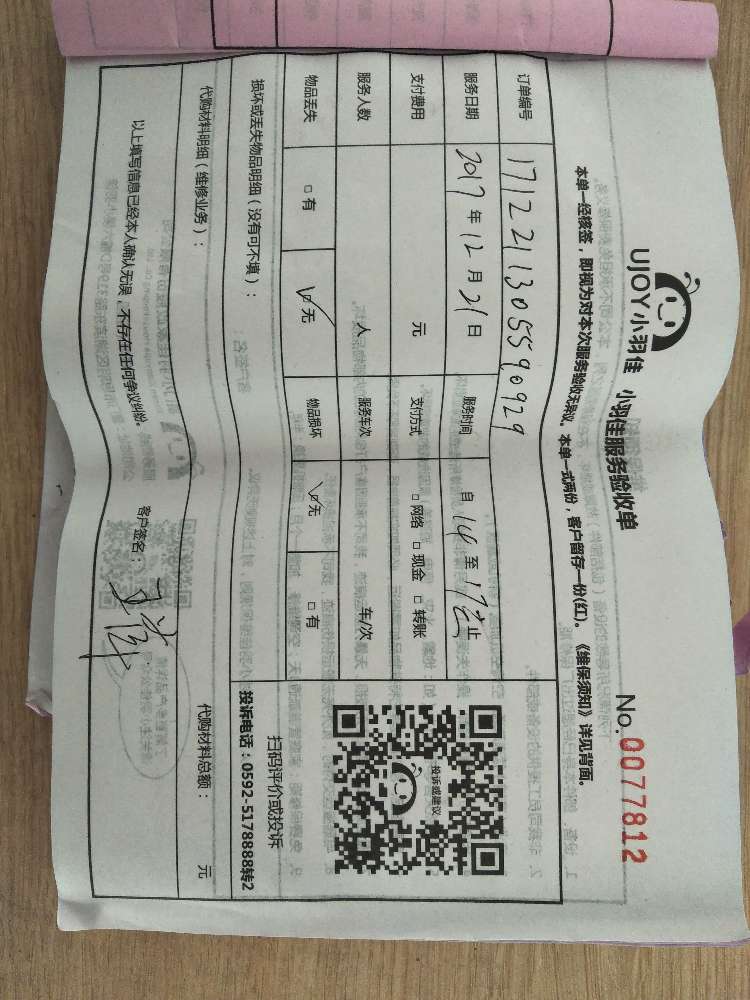 UJOY小羽佳 小羽佳服务验收单
No. 0077812
本单一经核签，即视为对本次服务验收无异议。本单一式两份，客户留存一份(红)。《维保须知》详见背面。
订单编号 17122113055590929
服务日期 2017年12月21日 服务时间 自14至17止
支付费用 元 支付方式 □网络 □现金 □转账
服务人数 人 服务车次 车/次
物品丢失 □有 ☑无 物品损坏 ☑无 □有
投诉或建议
扫码评价或投诉
投诉电话：0592-5178888转2
损坏或丢失物品明细（没有可不填）：
代购材料明细（维修业务）： 代购材料总额： 元
以上填写信息已经本人确认无误，不存在任何争议纠纷。 客户签名：